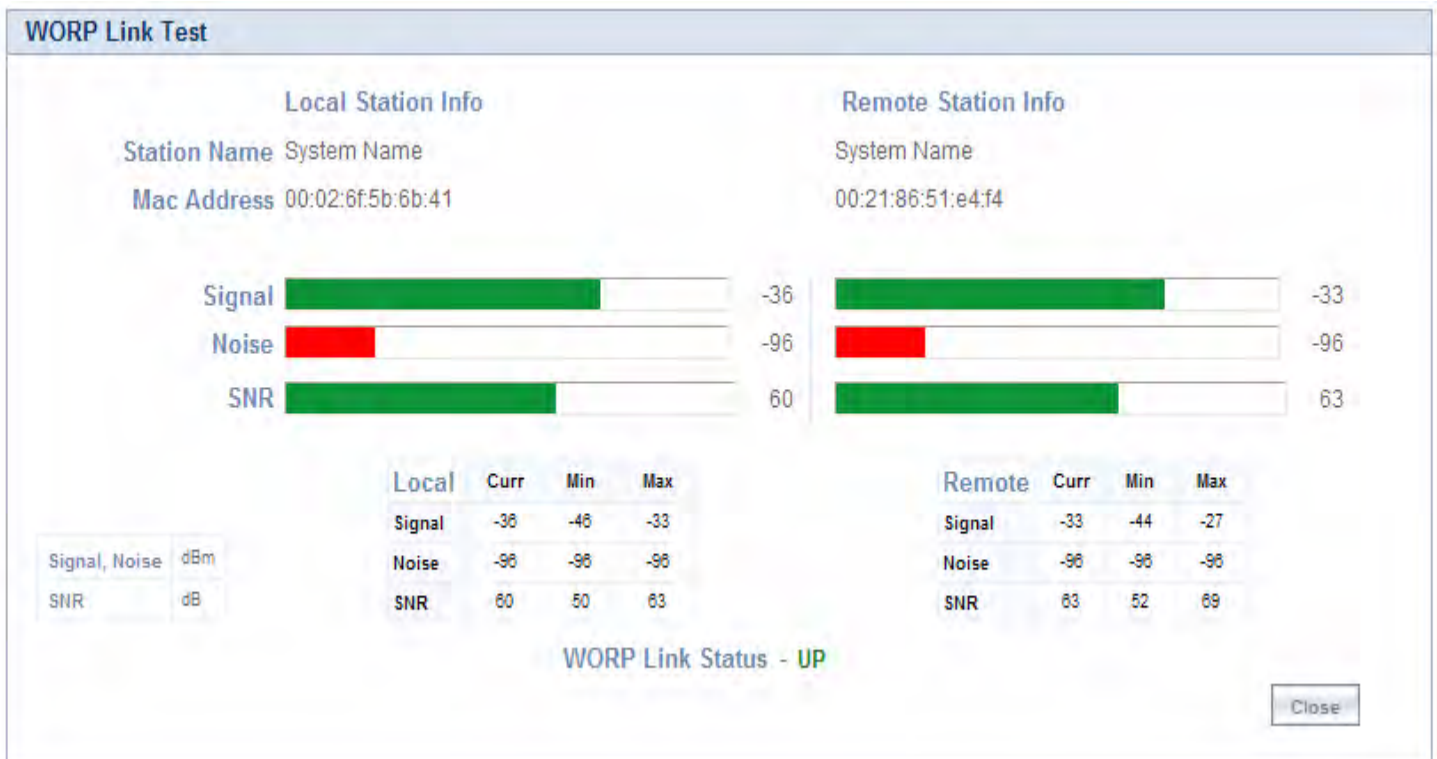 WORP Link Test
Local Station Info Remote Station Info
Station Name System Name System Name
Mac Address 00:02:6f:5b:6b:41 00:21:86:51:e4:f4
Signal -36 -33
Noise -96 -96
SNR 60 63
Local Curr Min Max Remote Curr Min Max
Signal -36 -46 -33 Signal -33 -44 -27
Signal, Noise dBm Noise -96 -96 -96 Noise -96 -96 -96
SNR dB SNR 60 50 63 SNR 63 52 69
WORP Link Status - UP
Close